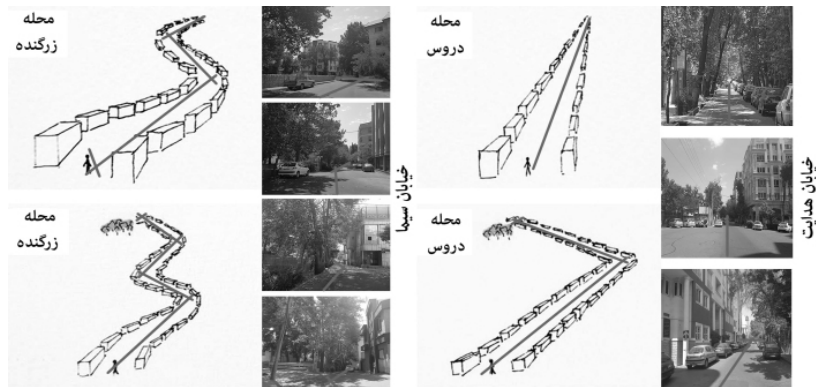 محله
زرگنده
محله
دروس
خیابان سیما
خیابان هدایت
محله
زرگنده
محله
دروس